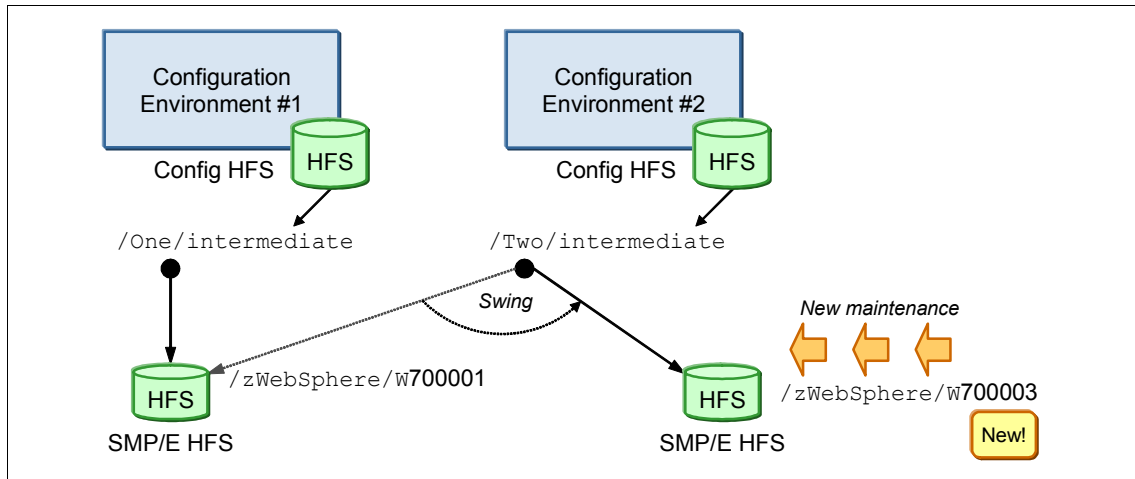 Configuration
Environment #1
HFS
Config HFS
Configuration
Environment #2
HFS
Config HFS
/One/intermediate
/Two/intermediate
Swing
New maintenance
HFS
/zWebSphere/W700001
SMP/E HFS
HFS
/zWebSphere/W700003
SMP/E HFS
New!